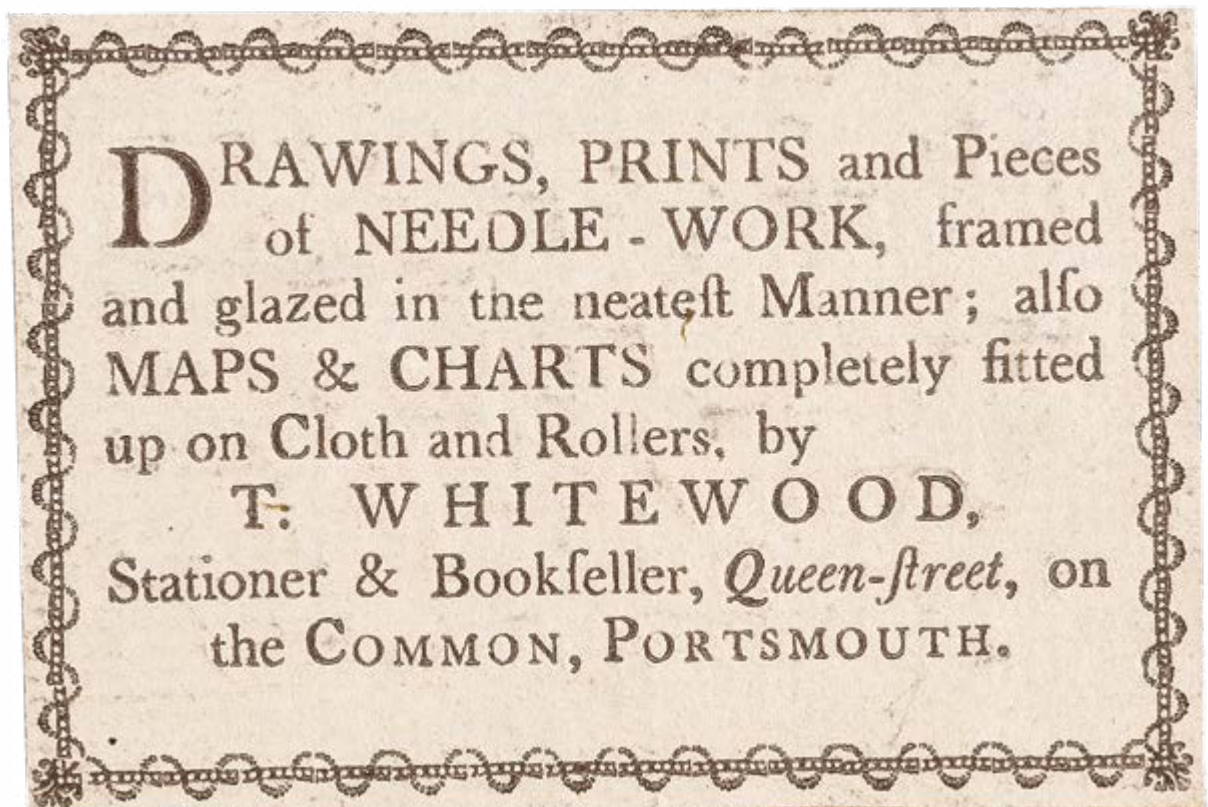 DRAWINGS, PRINTS and Pieces
of NEEDLE-WORK, framed
and glazed in the neateſt Manner; alſo
MAPS & CHARTS completely fitted
up on Cloth and Rollers, by
T. WHITEWOOD,
Stationer & Bookſeller, Queen-ſtreet, on
the COMMON, PORTSMOUTH.